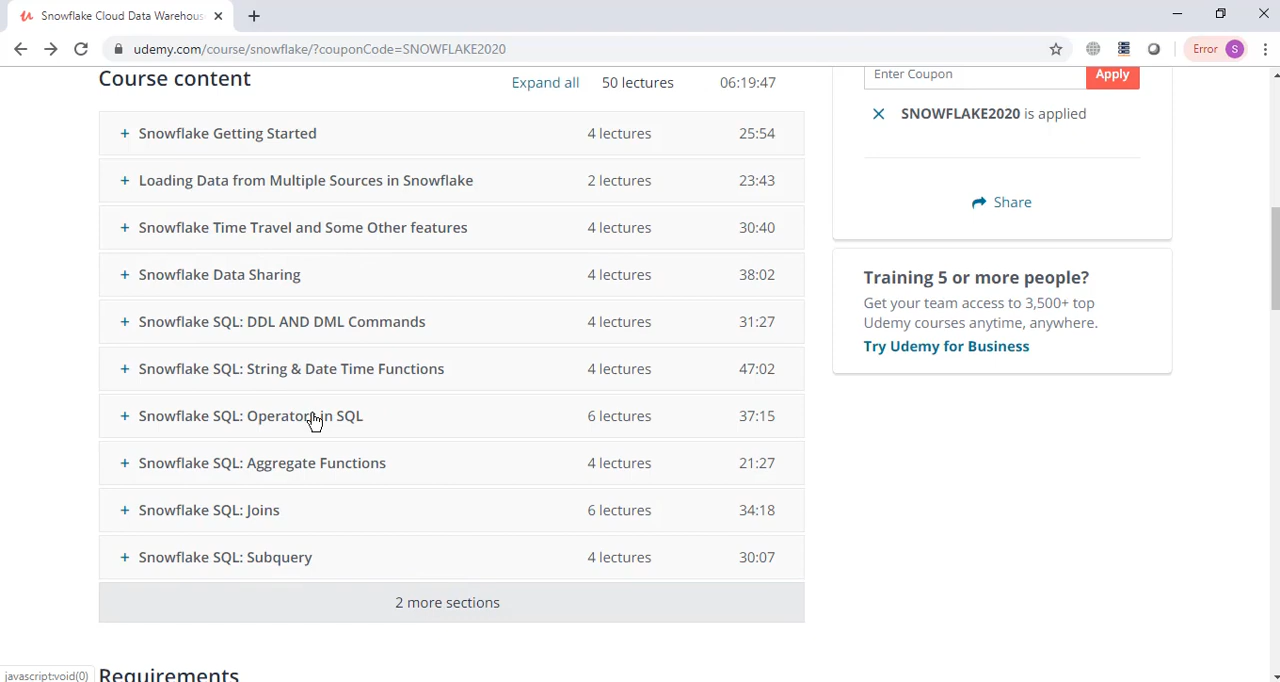 Snowflake Cloud Data Warehous
udemy.com/course/snowflake/?couponCode=SNOWFLAKE2020
Error S
Course content
Expand all 50 lectures 06:19:47
+ Snowflake Getting Started 4 lectures 25:54
+ Loading Data from Multiple Sources in Snowflake 2 lectures 23:43
+ Snowflake Time Travel and Some Other features 4 lectures 30:40
+ Snowflake Data Sharing 4 lectures 38:02
+ Snowflake SQL: DDL AND DML Commands 4 lectures 31:27
+ Snowflake SQL: String & Date Time Functions 4 lectures 47:02
+ Snowflake SQL: Operators in SQL 6 lectures 37:15
+ Snowflake SQL: Aggregate Functions 4 lectures 21:27
+ Snowflake SQL: Joins 6 lectures 34:18
+ Snowflake SQL: Subquery 4 lectures 30:07
2 more sections
Requirements
Enter Coupon Apply
SNOWFLAKE2020 is applied
Share
Training 5 or more people?
Get your team access to 3,500+ top
Udemy courses anytime, anywhere.
Try Udemy for Business
javascript:void(0)